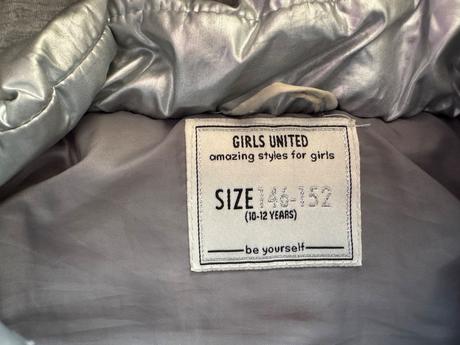 GIRLS UNITED
amazing styles for girls
SIZE 146-152
(10-12 YEARS)
be yourself